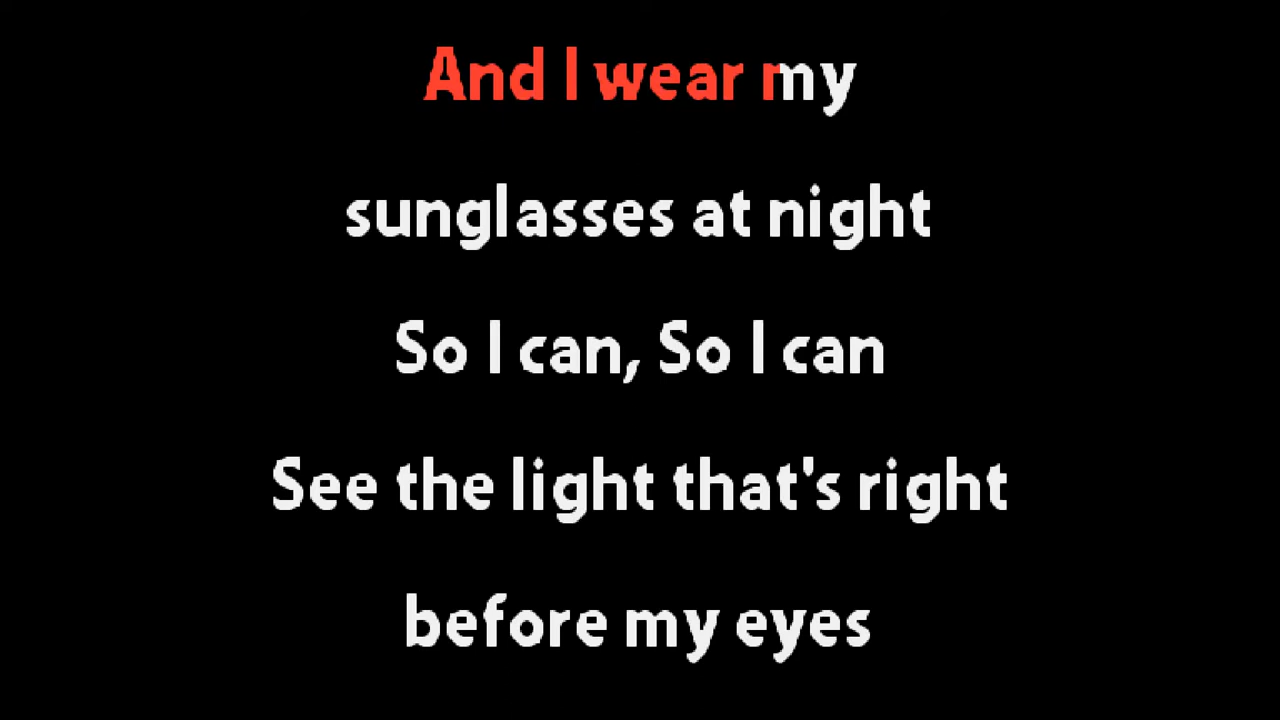 And I wear my
sunglasses at night
So I can, So I can
See the light that's right
before my eyes